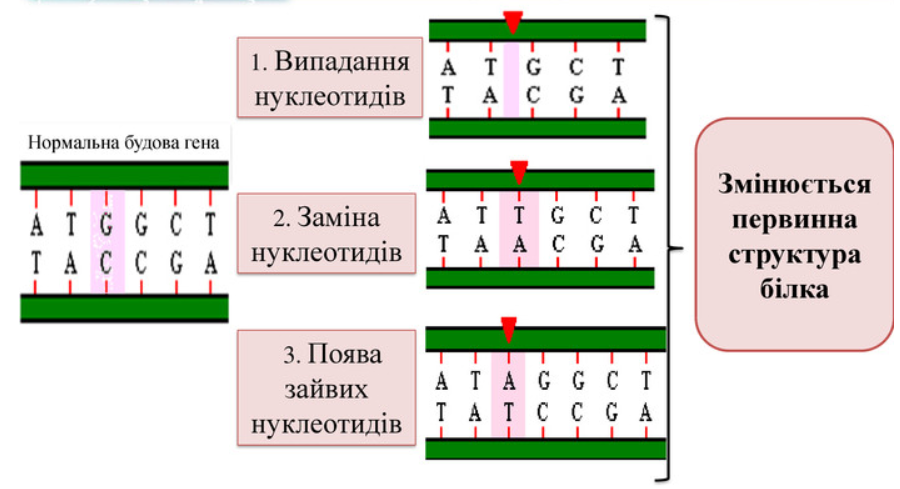 Нормальна будова гена
A T G G C T
T A C C G A
1. Випадання
нуклеотидів
A T G C T
T A C G A
2. Заміна
нуклеотидів
A T T G C T
T A A C G A
3. Поява
зайвих
нуклеотидів
A T A G G C T
T A T C C G A
Змінюється
первинна
структура
білка